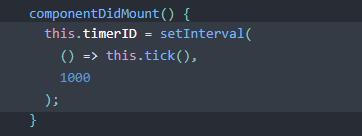 componentDidMount() {
this.timerID = setInterval(
() => this.tick(),
1000
);
}